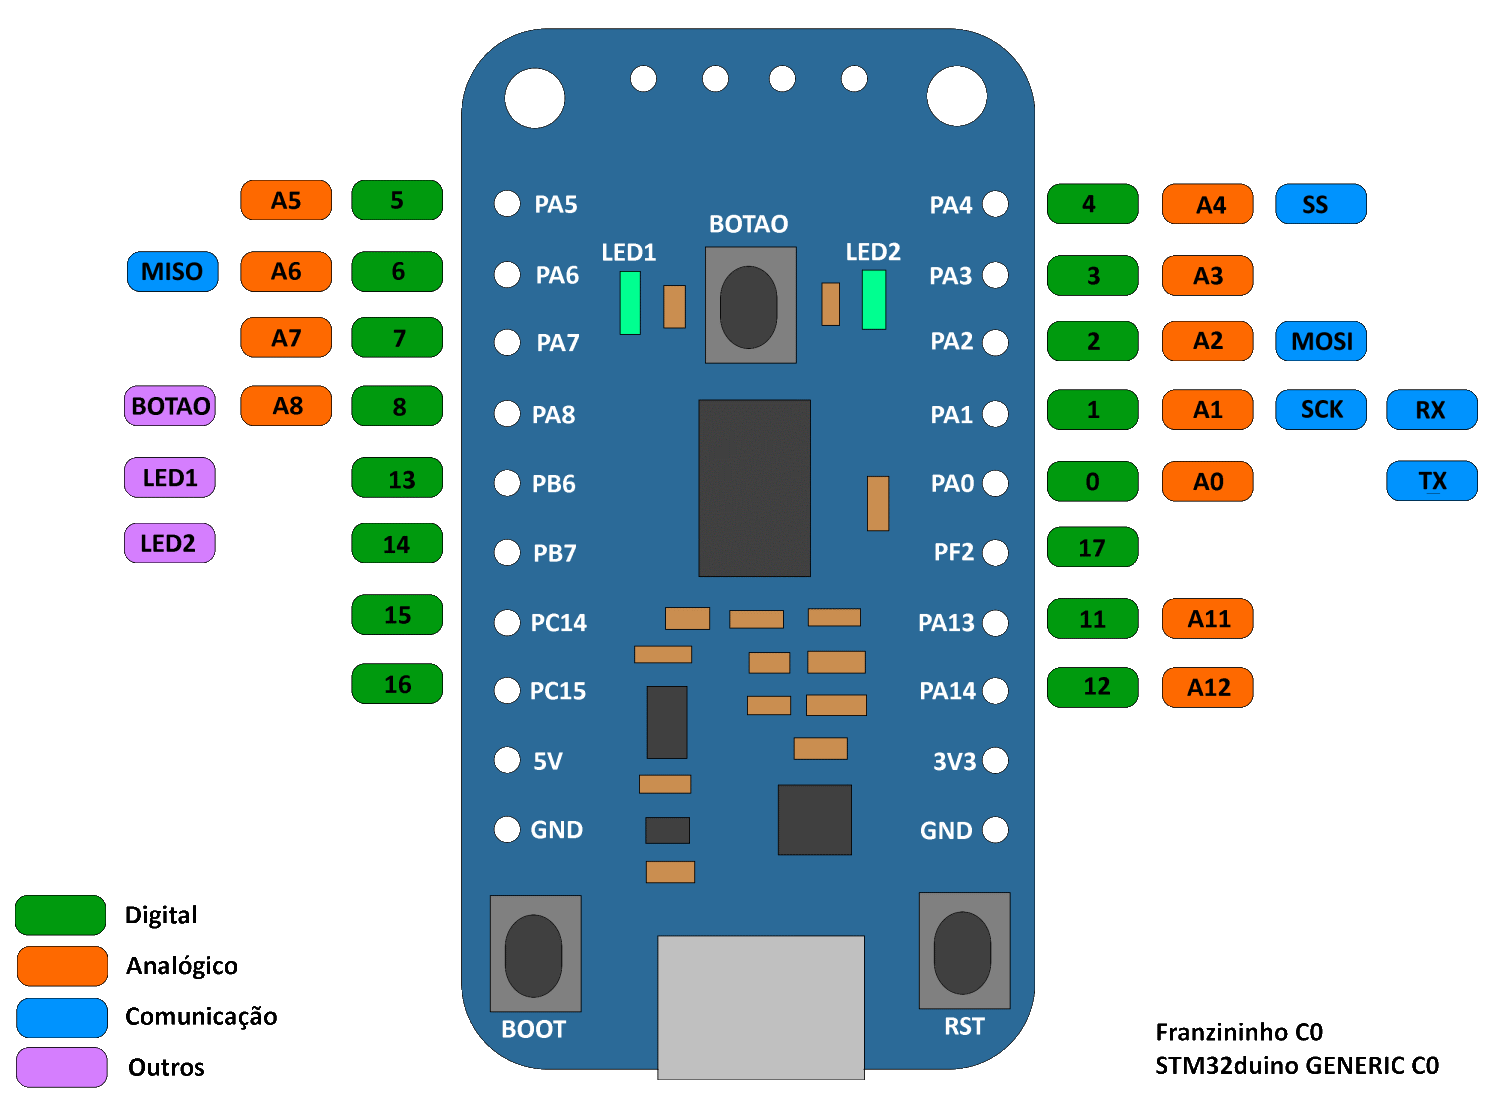 A5 5 PA5 BOTAO PA4 4 A4 SS
LED1 LED2
MISO A6 6 PA6 PA3 3 A3
A7 7 PA7 PA2 2 A2 MOSI
BOTAO A8 8 PA8 PA1 1 A1 SCK RX
LED1 13 PB6 PA0 0 A0 TX
LED2 14 PB7 PF2 17
15 PC14 PA13 11 A11
16 PC15 PA14 12 A12
5V 3V3
GND GND
Digital
Analógico
Comunicação
Outros
BOOT RST
Franzininho C0
STM32duino GENERIC C0